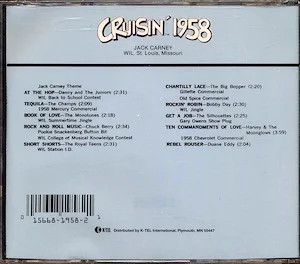 CRUISIN' 1958
JACK CARNEY
WIL, St. Louis, Missouri
Jack Carney Theme
AT THE HOP—Danny and The Juniors (2:31)
WIL Back to School Contest
TEQUILA—The Champs (2:09)
1958 Mercury Commercial
BOOK OF LOVE—The Monotones (2:18)
WIL Summertime Jingle
ROCK AND ROLL MUSIC—Chuck Berry (2:34)
Pookie Snackenberg Button Bit
WIL College of Musical Knowledge Contest
SHORT SHORTS—The Royal Teens (2:31)
WIL Station I.D.
CHANTILLY LACE—The Big Bopper (2:20)
Gillette Commercial
Old Spice Commercial
ROCKIN' ROBIN—Bobby Day (2:30)
WIL Jingle
GET A JOB—The Silhouettes (2:25)
Gary Owens Show Plug
TEN COMMANDMENTS OF LOVE—Harvey & The
Moonglows (3:59)
1958 Chevrolet Commercial
REBEL ROUSER—Duane Eddy (2:04)
0 15668-1958-2 1
K-TEL Distributed by K-TEL International, Plymouth, MN 55447